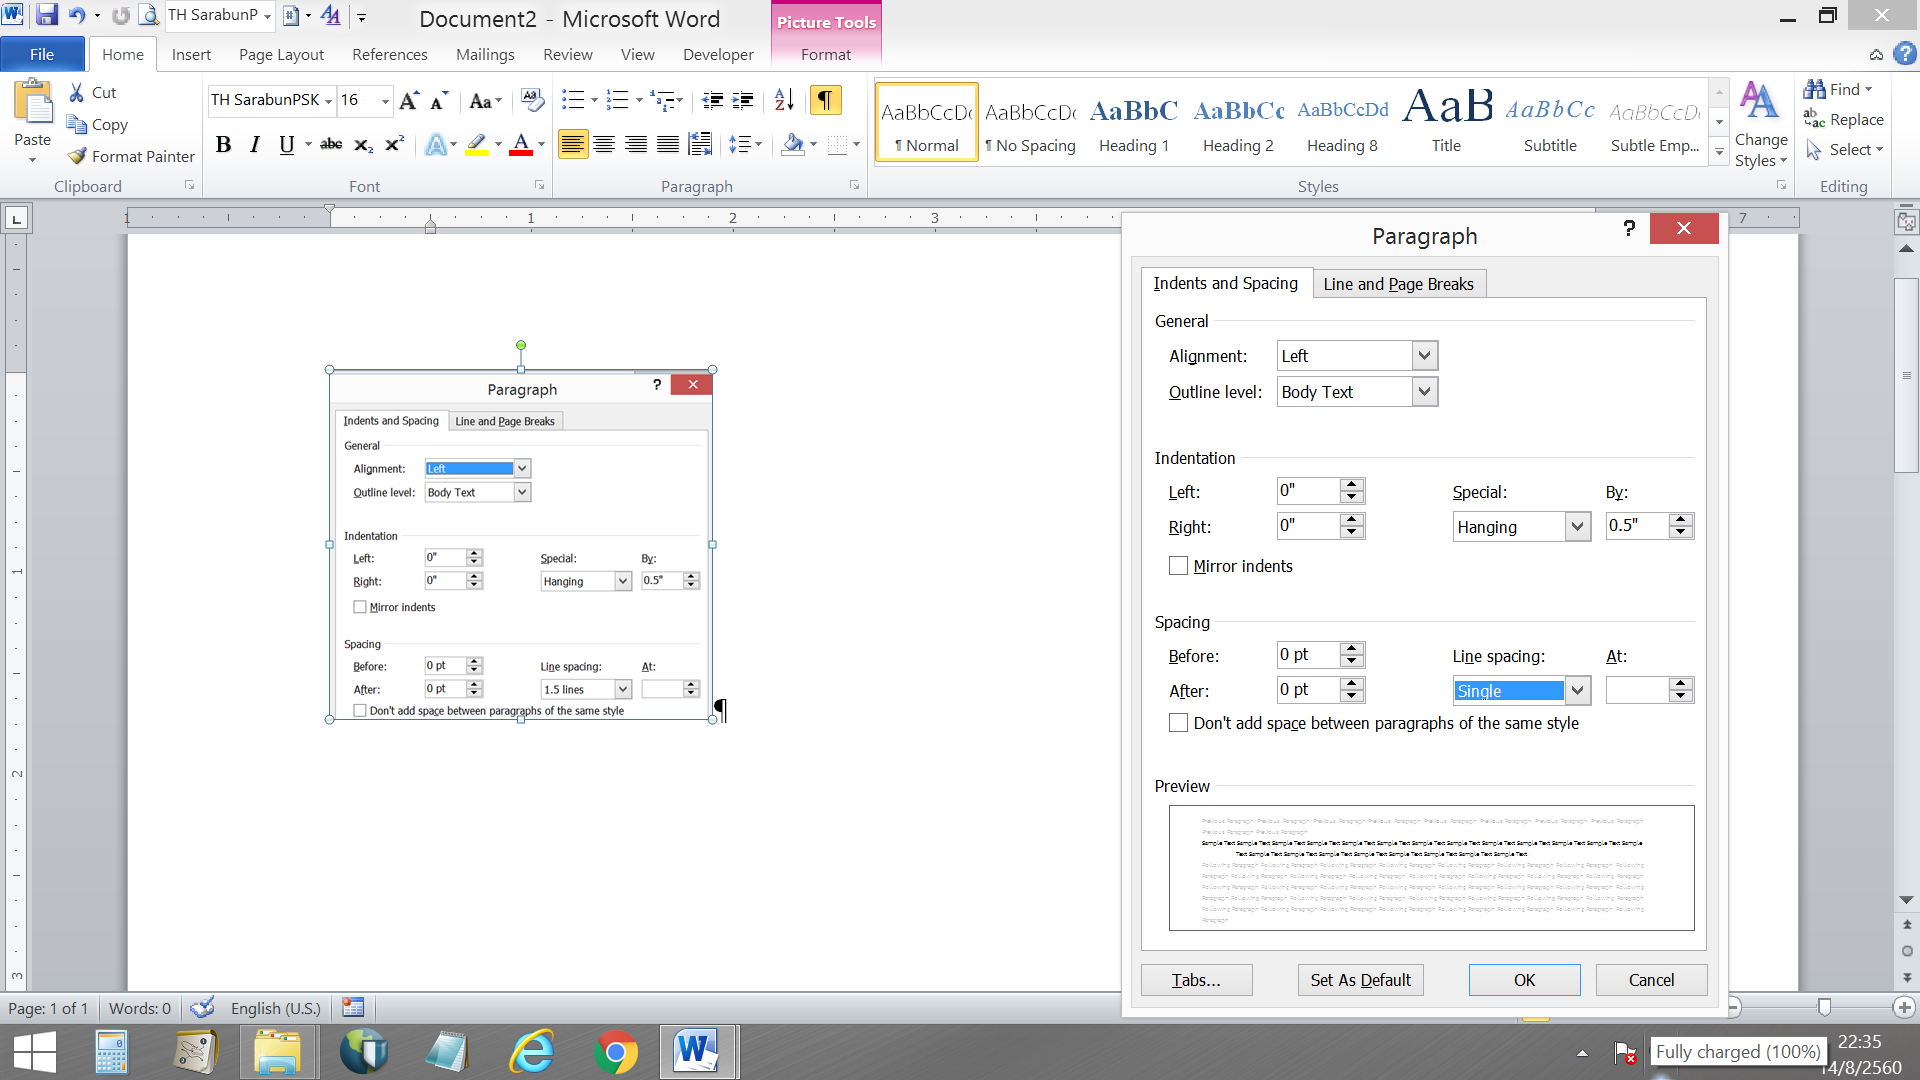 TH SarabunP
Document2 - Microsoft Word
Picture Tools
File
Home
Insert
Page Layout
References
Mailings
Review
View
Developer
Format
Paste
Cut
Copy
Format Painter
Clipboard
TH SarabunPSK
16
Font
Paragraph
AaBbCcDc
¶ Normal
AaBbCcDc
¶ No Spacing
AaBbC
Heading 1
AaBbCc
Heading 2
AaBbCcDd
Heading 8
AaB
Title
AaBbCc
Subtitle
AaBbCcDc
Subtle Emp...
Change
Styles
Styles
Find
Replace
Select
Editing
1 1 2 3 7
Paragraph
Indents and Spacing
Line and Page Breaks
General
Alignment: Left
Outline level: Body Text
Indentation
Left: 0"
Special:
By:
Right: 0"
Hanging
0.5"
Mirror indents
Spacing
Before: 0 pt
Line spacing:
At:
After: 0 pt
1.5 lines
Don't add space between paragraphs of the same style
¶
Paragraph
Indents and Spacing
Line and Page Breaks
General
Alignment: Left
Outline level: Body Text
Indentation
Left: 0"
Special:
By:
Right: 0"
Hanging
0.5"
Mirror indents
Spacing
Before: 0 pt
Line spacing:
At:
After: 0 pt
Single
Don't add space between paragraphs of the same style
Preview
Tabs...
Set As Default
OK
Cancel
1
2
3
Page: 1 of 1
Words: 0
English (U.S.)
Fully charged (100%)
22:35
14/8/2560